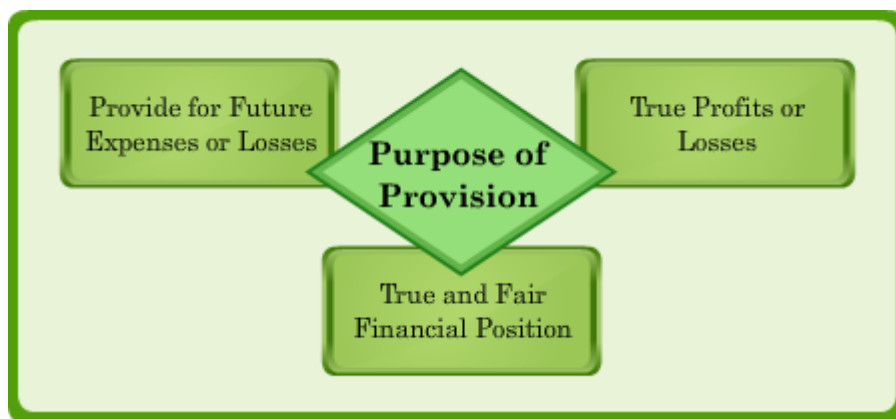 Provide for Future
Expenses or Losses
Purpose of
Provision
True Profits or
Losses
True and Fair
Financial Position